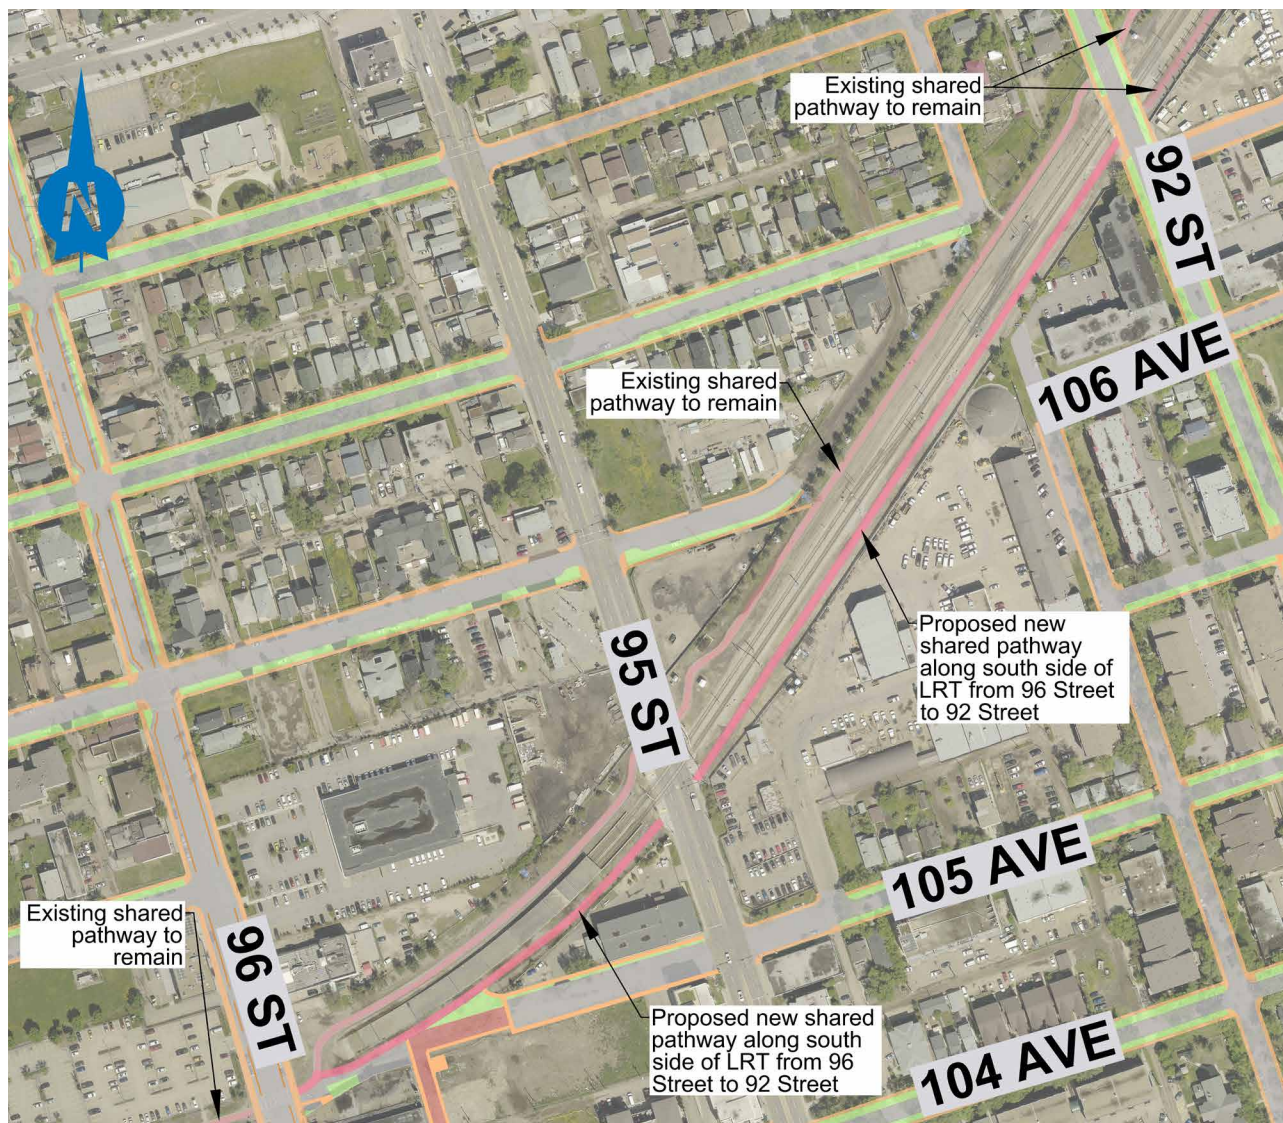 Existing shared
pathway to remain
92 ST
N
106 AVE
Existing shared
pathway to remain
Proposed new
shared pathway
along south side of
LRT from 96 Street
to 92 Street
95 ST
105 AVE
Existing shared
pathway to
remain
96 ST
Proposed new shared
pathway along south
side of LRT from 96
Street to 92 Street
104 AVE